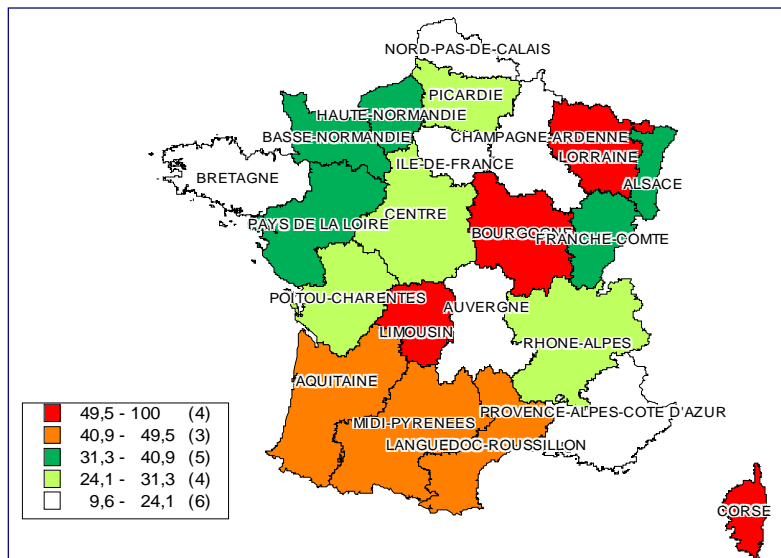 NORD-PAS-DE-CALAIS
PICARDIE
HAUTE-NORMANDIE
BASSE-NORMANDIE
CHAMPAGNE-ARDENNE
LORRAINE
ILE-DE-FRANCE
ALSACE
BRETAGNE
CENTRE
PAYS DE LA LOIRE
BOURGOGNE
FRANCHE-COMTE
POITOU-CHARENTES
AUVERGNE
LIMOUSIN
RHONE-ALPES
AQUITAINE
PROVENCE-ALPES-COTE D'AZUR
MIDI-PYRENEES
LANGUEDOC-ROUSSILLON
CORSE
49,5 - 100 (4)
40,9 - 49,5 (3)
31,3 - 40,9 (5)
24,1 - 31,3 (4)
9,6 - 24,1 (6)